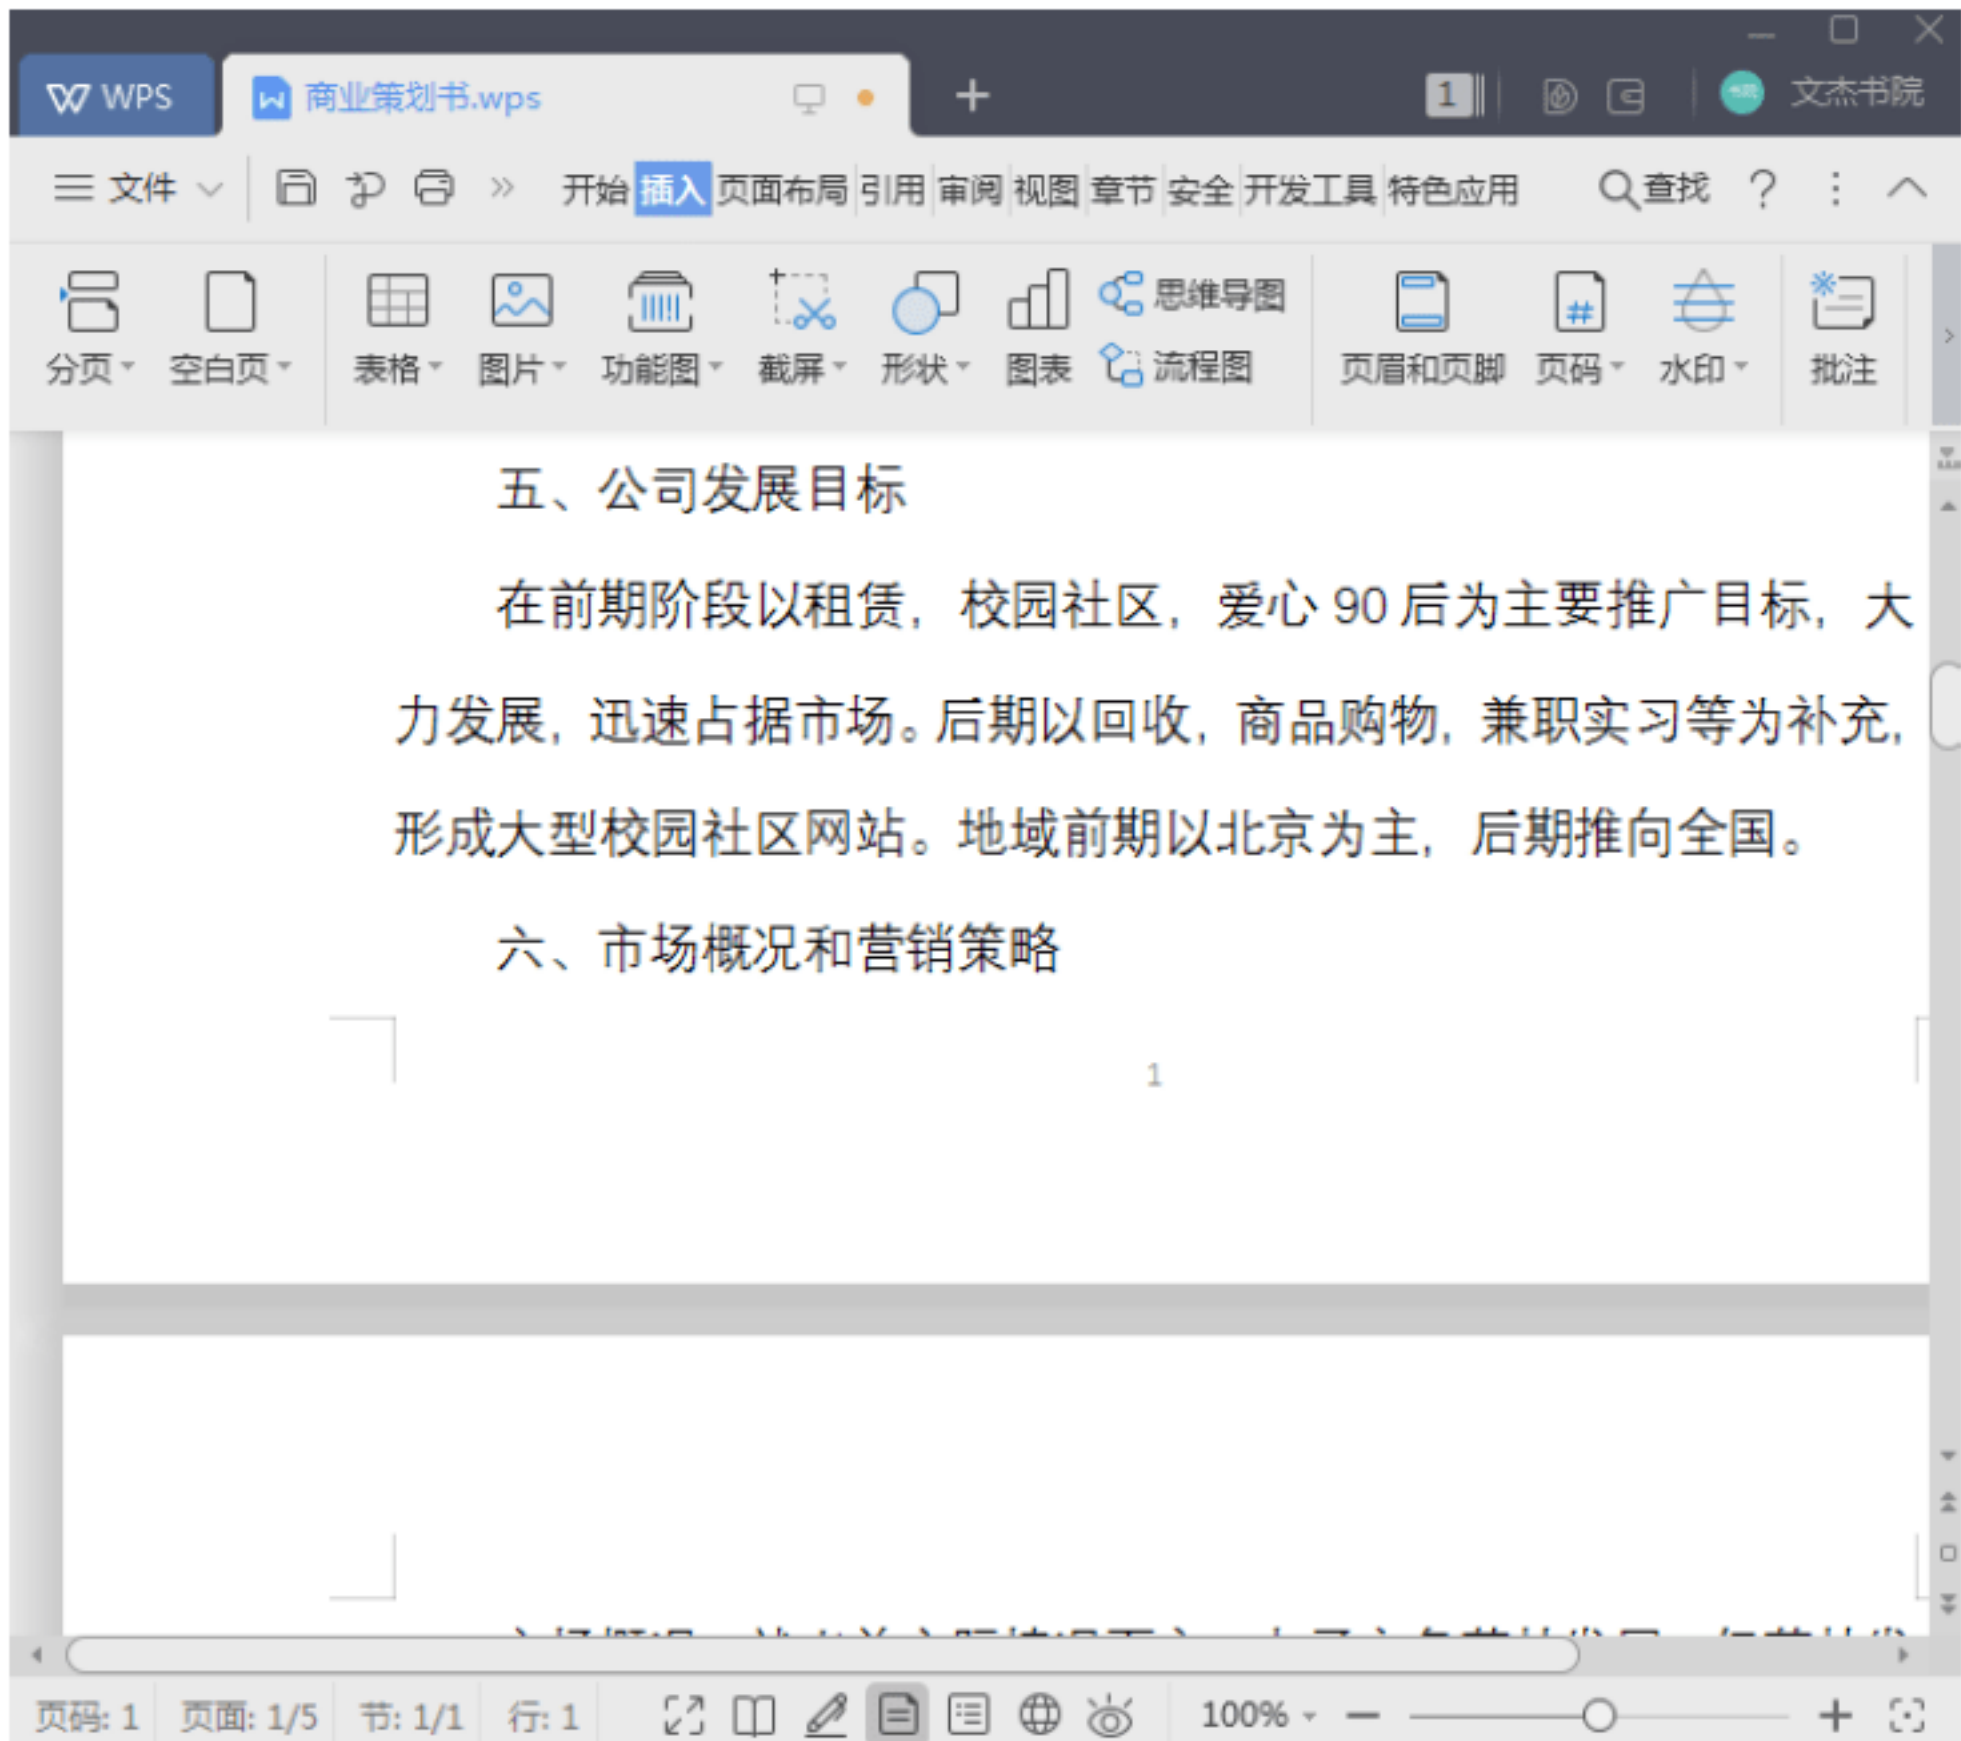 WPS 商业策划书.wps 1 文杰书院
文件 开始 插入 页面布局 引用 审阅 视图 章节 安全 开发工具 特色应用 查找
分页 空白页 表格 图片 功能图 截屏 形状 图表 思维导图 流程图 页眉和页脚 页码 水印 批注
五、公司发展目标
在前期阶段以租赁，校园社区，爱心 90 后为主要推广目标，大
力发展，迅速占据市场。后期以回收，商品购物，兼职实习等为补充，
形成大型校园社区网站。地域前期以北京为主，后期推向全国。
六、市场概况和营销策略
1
页码: 1 页面: 1/5 节: 1/1 行: 1 100%